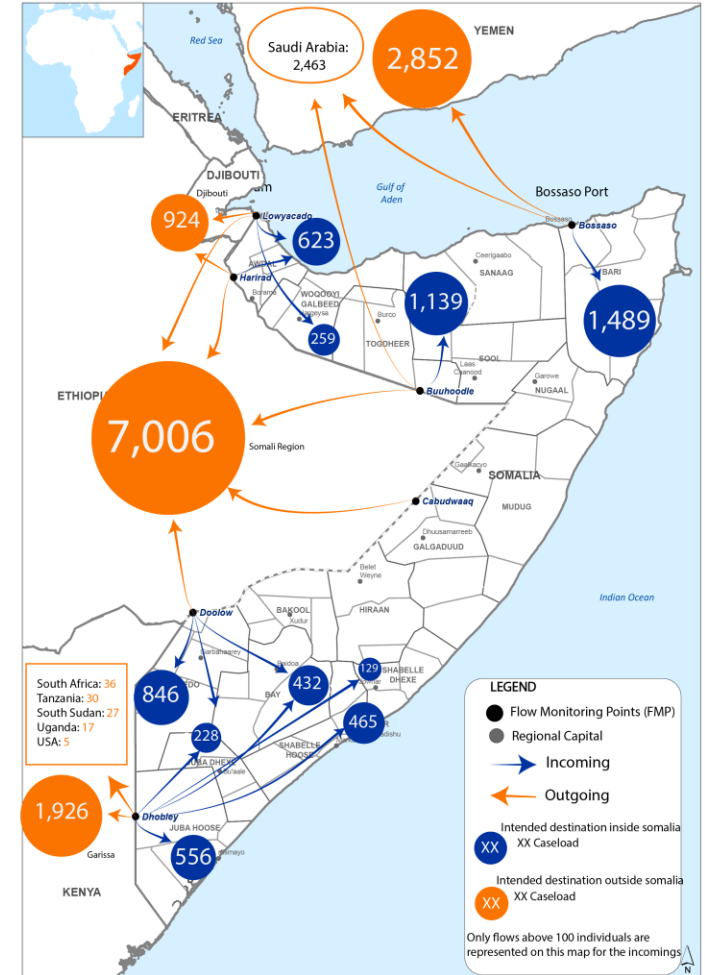 Red Sea
YEMEN
Saudi Arabia:
2,463
2,852
ERITREA
DJIBOUTI
Djibouti
Gulf of
Aden
Bossaso Port
Bossaso
Bossaso
924
Lowyacado
623
Harirad
AWDAL
Borama
WOQOOYI
GALBEED
Hargeysa
259
Burco
TOGDHEER
1,139
Ceerigaabo
SANAAG
BARI
1,489
SOOL
Laas
Caanood
Garowe
NUGAAL
Buuhoodle
ETHIOPIA
7,006
Somali Region
Gaalkacyo
SOMALIA
Cabudwaaq
MUDUG
Dhuusamarreeb
GALGADUUD
Belet
Weyne
Indian Ocean
Doolow
BAKOOL
Xudur
HIRAAN
Garbahaarey
Baidoa
BAY
846
432
129
SHABELLE
DHEXE
South Africa: 36
Tanzania: 30
South Sudan: 27
Uganda: 17
USA: 5
228
465
SHABELLE
HOOSE
JUBA DHEXE
Bu'aale
1,926
Dhobley
JUBA HOOSE
Garissa
556
KENYA
LEGEND
Flow Monitoring Points (FMP)
Regional Capital
Incoming
Outgoing
Intended destination inside somalia
XX
XX Caseload
Intended destination outside somalia
XX
XX Caseload
Only flows above 100 individuals are
represented on this map for the incomings
N